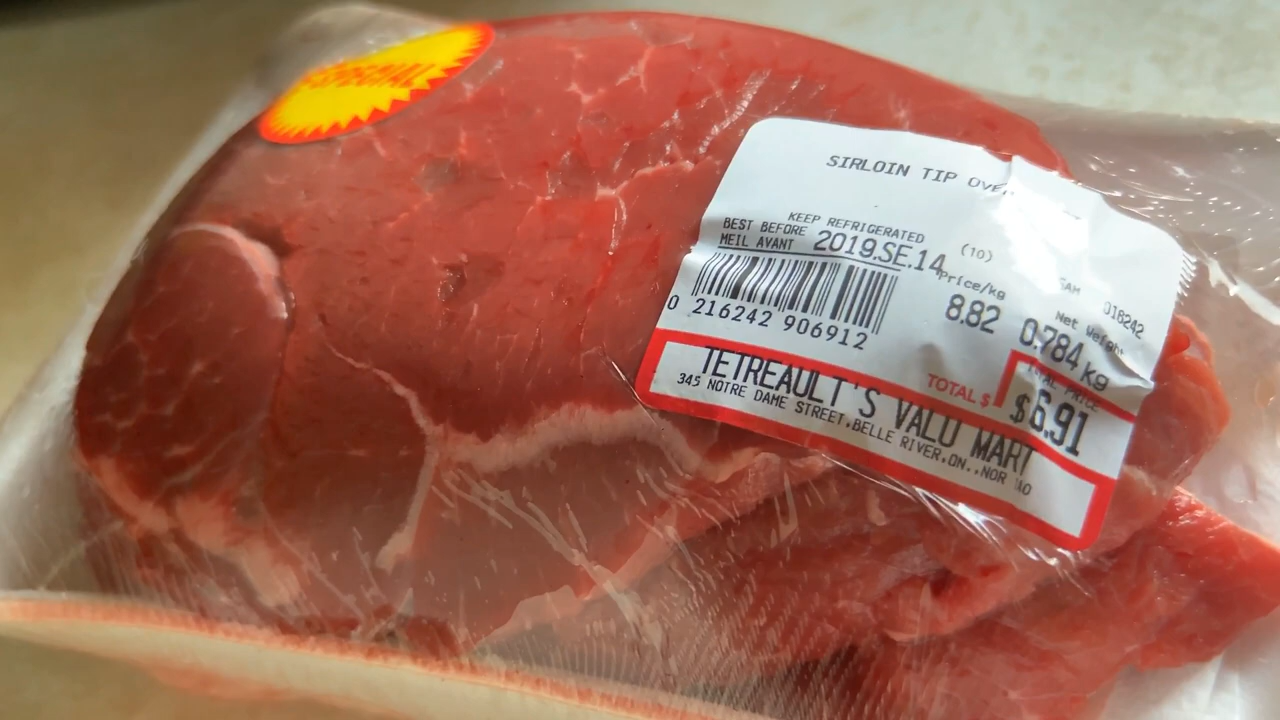 SPECIAL
SIRLOIN TIP
KEEP REFRIGERATED
BEST BEFORE
MEIL AVANT 2019.SE.14 (10)
0 216242 906912
Price/kg
8.82
018242
Net Weight
0.784 kg
TOTAL $
TOTAL PRICE
$6.91
TETREAULT'S VALU MART
345 NOTRE DAME STREET,BELLE RIVER,ON.,NOR